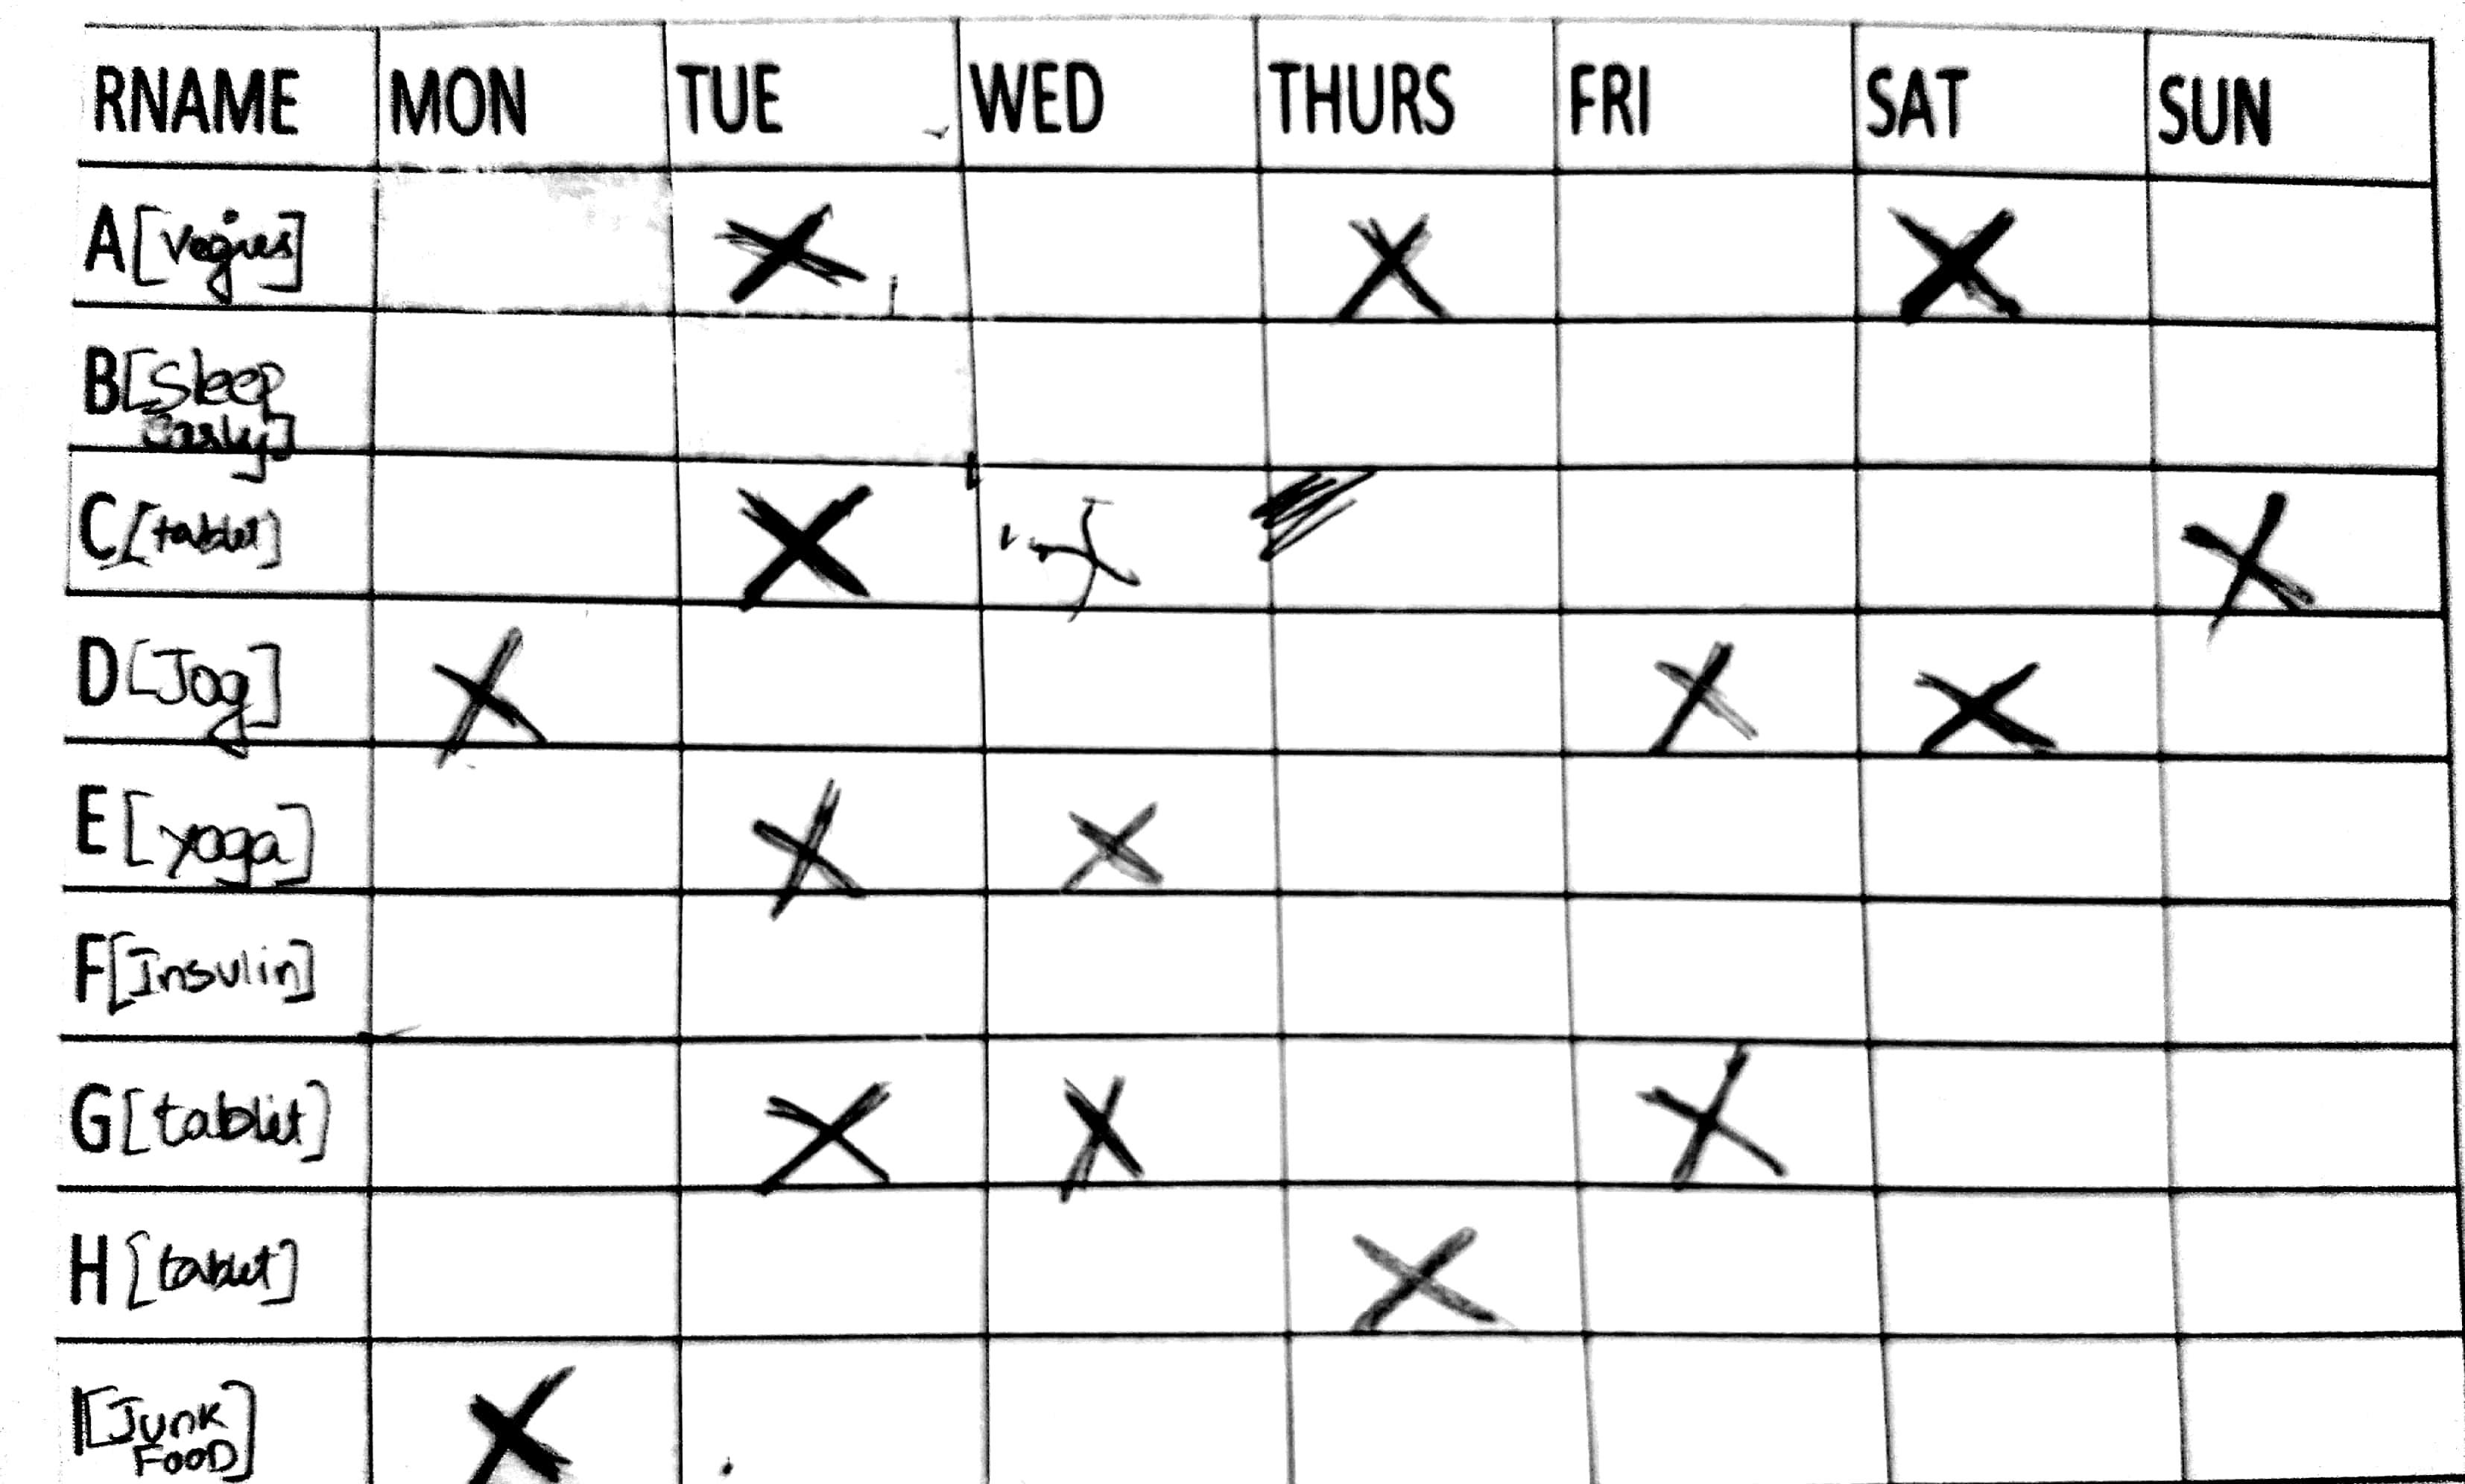 RNAME MON TUE WED THURS FRI SAT SUN
A[vegies] X X X
B[Sleep
Early]
C[tablet] X X X
D[Jog] X X X
E[yoga] X X
F[Insulin]
G[tablet] X X X
H[tablet] X
I[Junk X
FOOD]